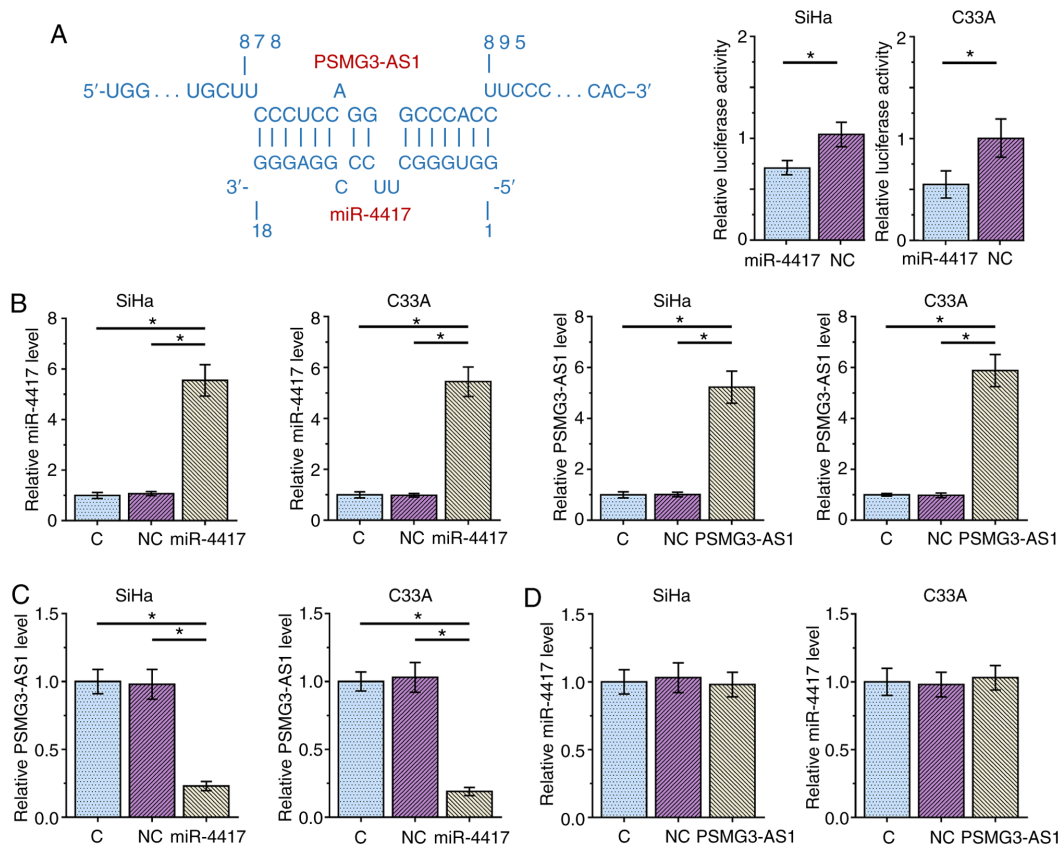 A
878
895
PSMG3-AS1
5′-UGG ... UGCUU
A
UUCCC ... CAC–3′
CCCUCC GG GCCCACC
GGGAGG CC CGGGUGG
3′-
C UU
-5′
miR-4417
18
1
SiHa
*
Relative luciferase activity
2
1
0
miR-4417 NC
C33A
*
Relative luciferase activity
2
1
0
miR-4417 NC
B
SiHa
*
*
Relative miR-4417 level
8
6
4
2
0
C NC miR-4417
C33A
*
*
Relative miR-4417 level
8
6
4
2
0
C NC miR-4417
SiHa
*
*
Relative PSMG3-AS1 level
8
6
4
2
0
C NC PSMG3-AS1
C33A
*
*
Relative PSMG3-AS1 level
8
6
4
2
0
C NC PSMG3-AS1
C
SiHa
*
*
Relative PSMG3-AS1 level
1.5
1.0
0.5
0.0
C NC miR-4417
C33A
*
*
Relative PSMG3-AS1 level
1.5
1.0
0.5
0.0
C NC miR-4417
D
SiHa
Relative miR-4417 level
1.5
1.0
0.5
0.0
C NC PSMG3-AS1
C33A
Relative miR-4417 level
1.5
1.0
0.5
0.0
C NC PSMG3-AS1